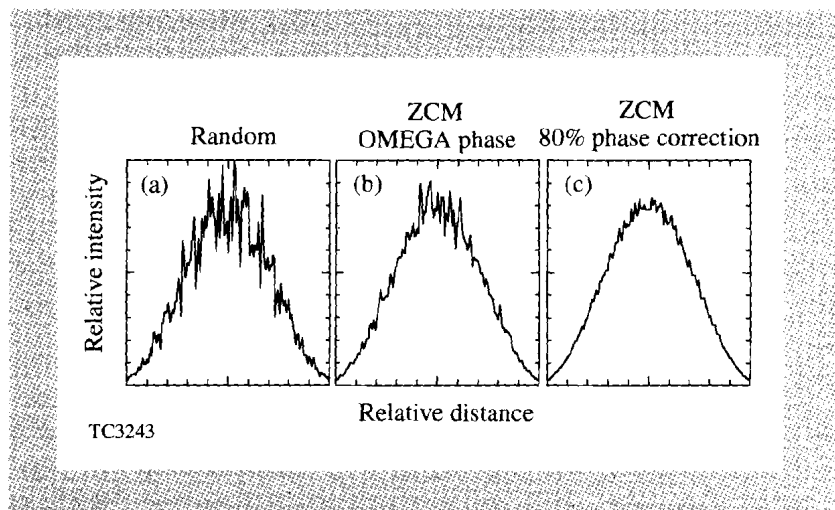 Random
ZCM
OMEGA phase
ZCM
80% phase correction
(a)
(b)
(c)
Relative intensity
Relative distance
TC3243